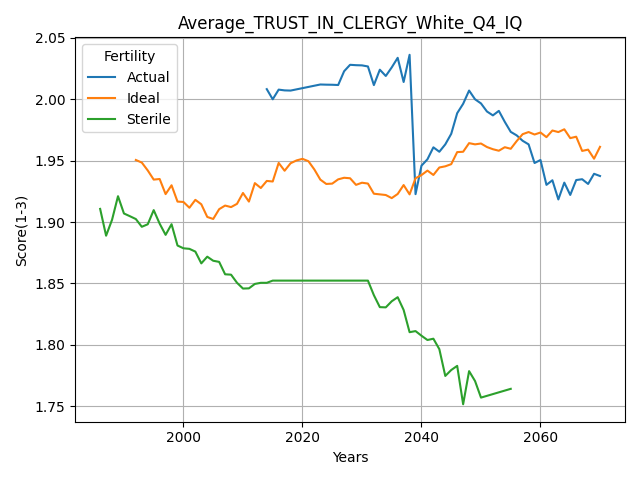 Average_TRUST_IN_CLERGY_White_Q4_IQ
Fertility
Actual
Ideal
Sterile
Score(1-3)
2.05
2.00
1.95
1.90
1.85
1.80
1.75
2000
2020
2040
2060
Years